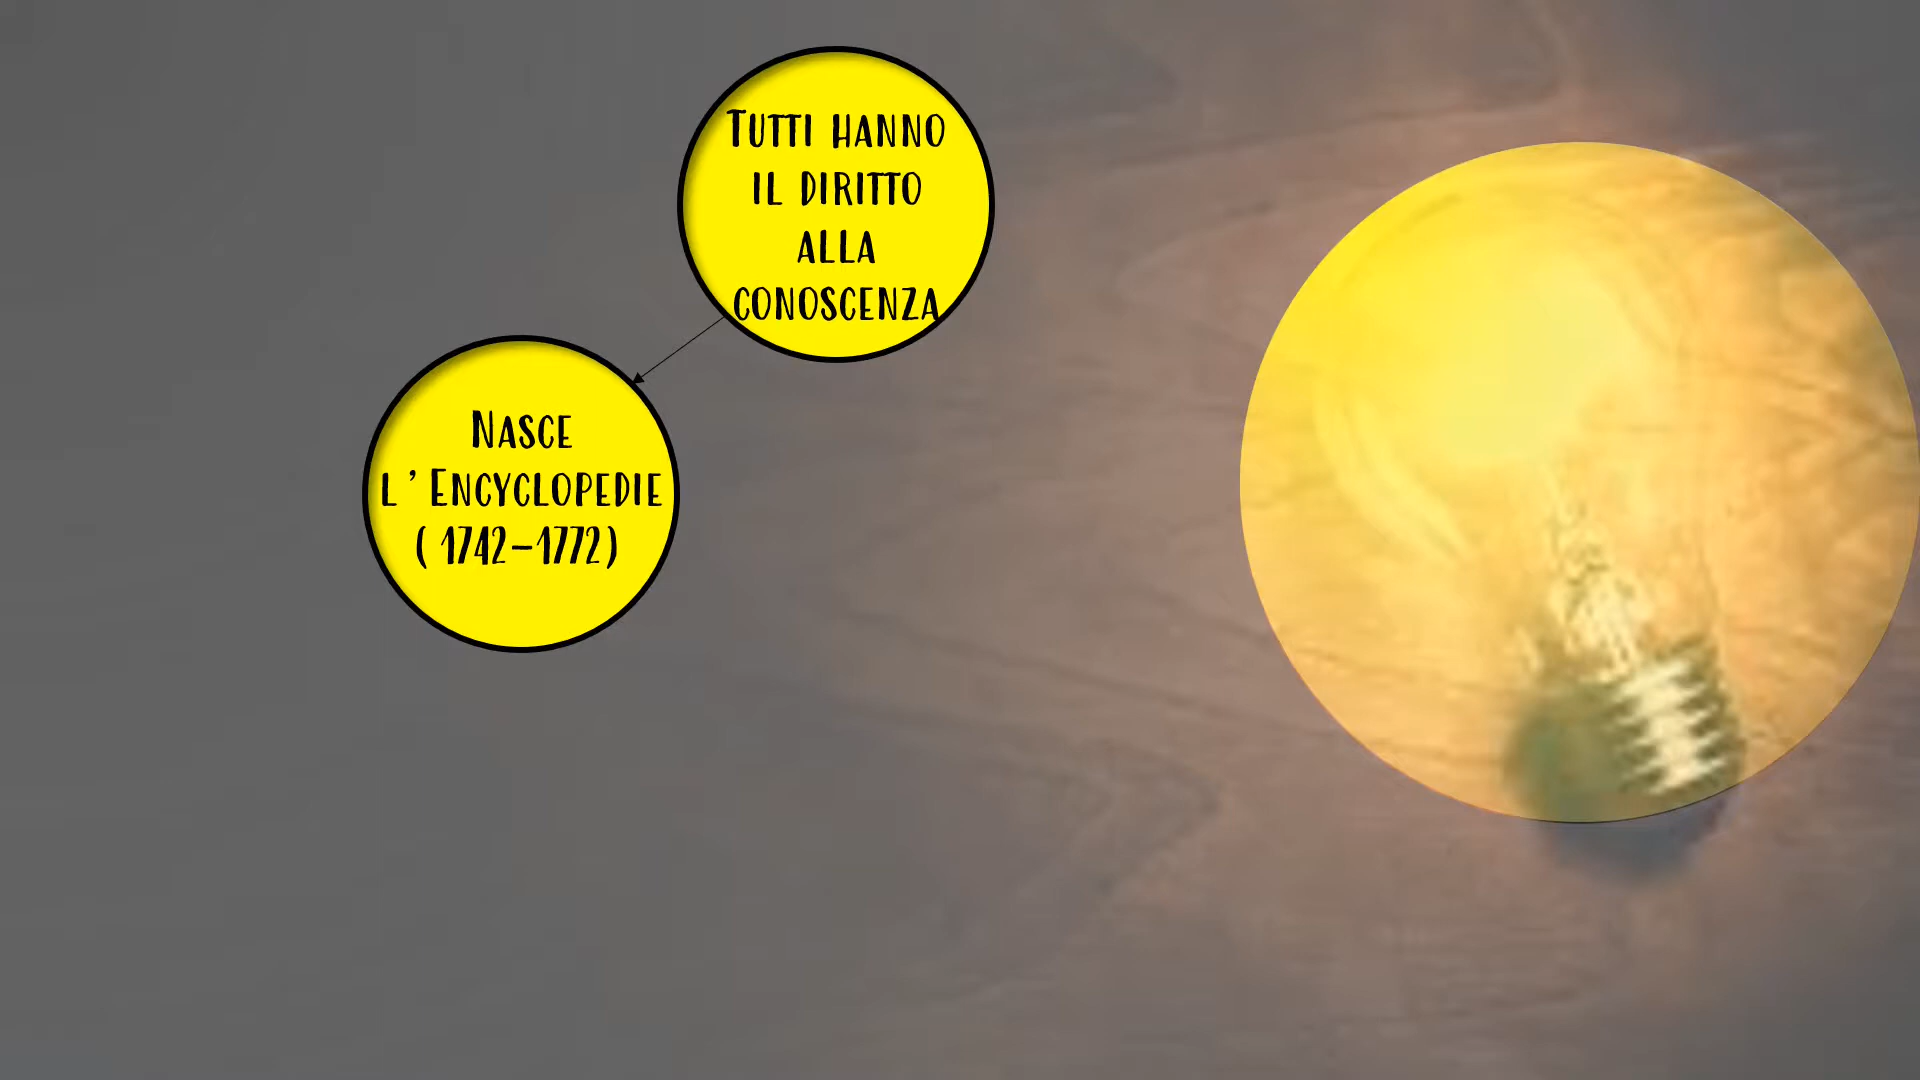 Tutti hanno
il diritto
alla
conoscenza
Nasce
l'Encyclopedie
(1742-1772)